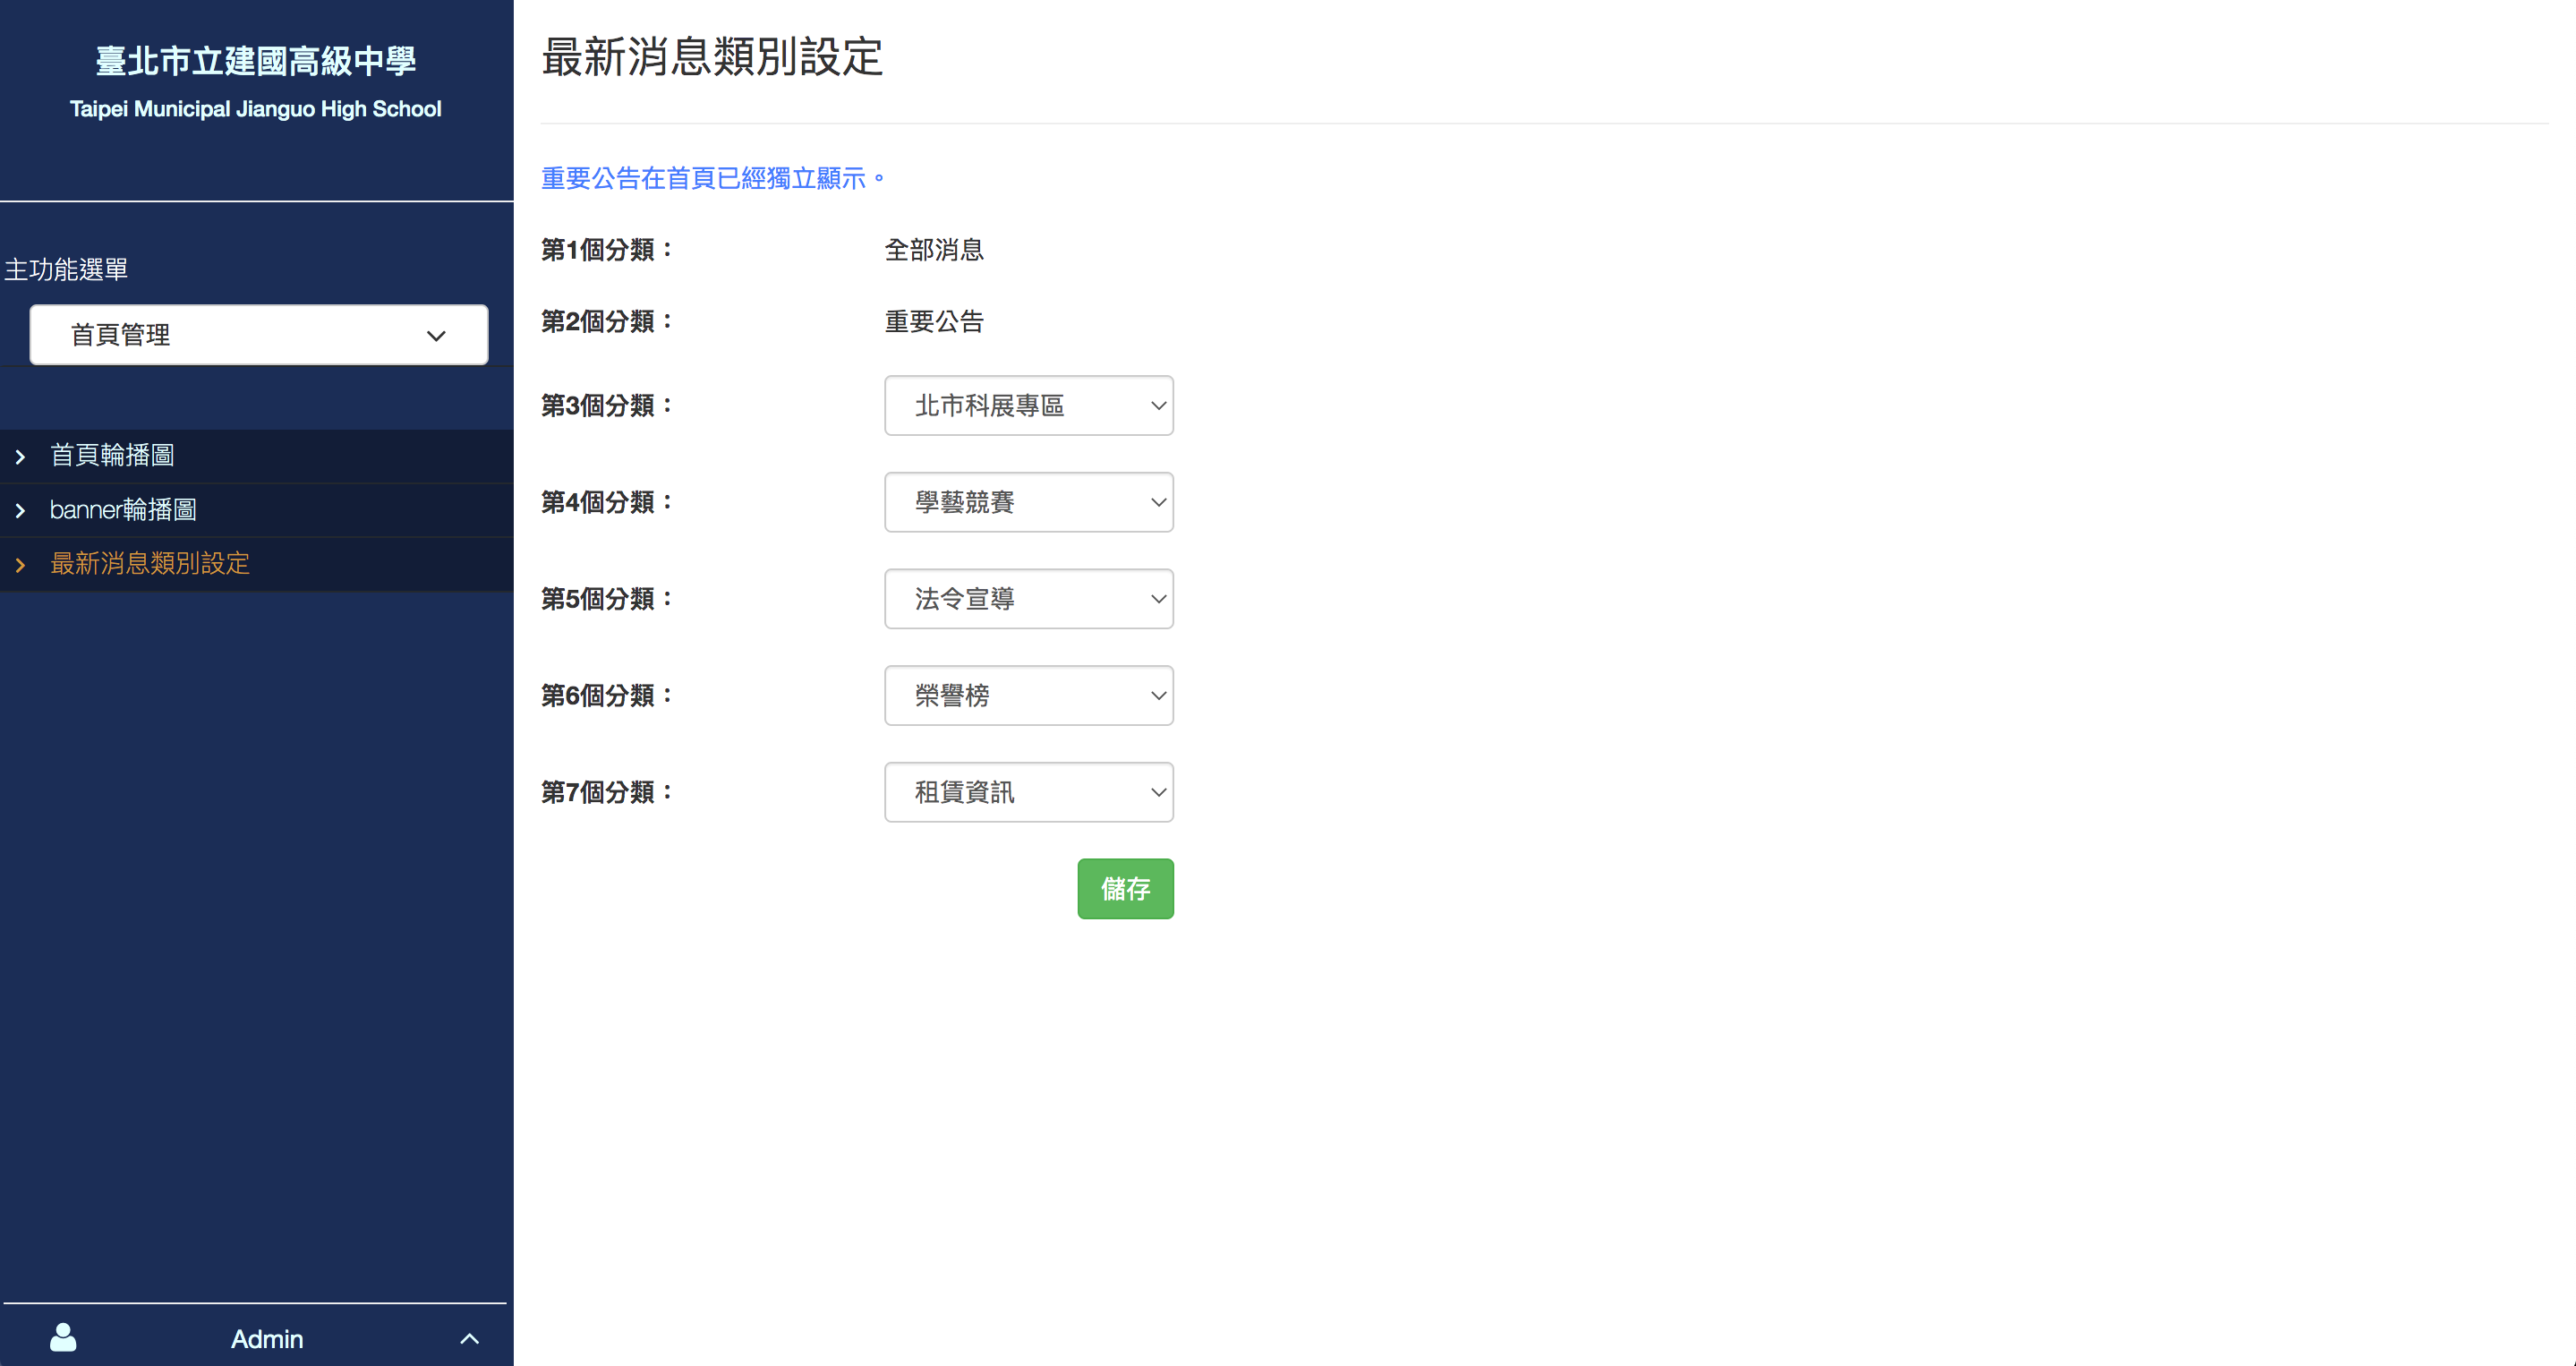 臺北市立建國高級中學
Taipei Municipal Jianguo High School
主功能選單
首頁管理
首頁輪播圖
banner輪播圖
最新消息類別設定
Admin
最新消息類別設定
重要公告在首頁已經獨立顯示。
第1個分類： 全部消息
第2個分類： 重要公告
第3個分類： 北市科展專區
第4個分類： 學藝競賽
第5個分類： 法令宣導
第6個分類： 榮譽榜
第7個分類： 租賃資訊
儲存